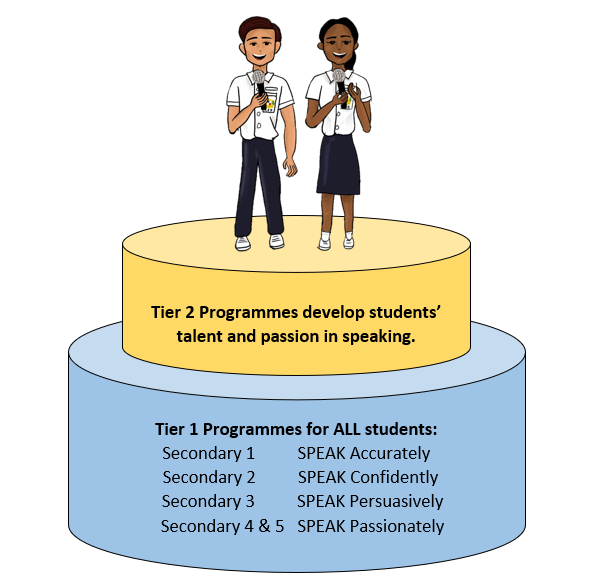 Tier 2 Programmes develop students’
talent and passion in speaking.
Tier 1 Programmes for ALL students:
Secondary 1 SPEAK Accurately
Secondary 2 SPEAK Confidently
Secondary 3 SPEAK Persuasively
Secondary 4 & 5 SPEAK Passionately